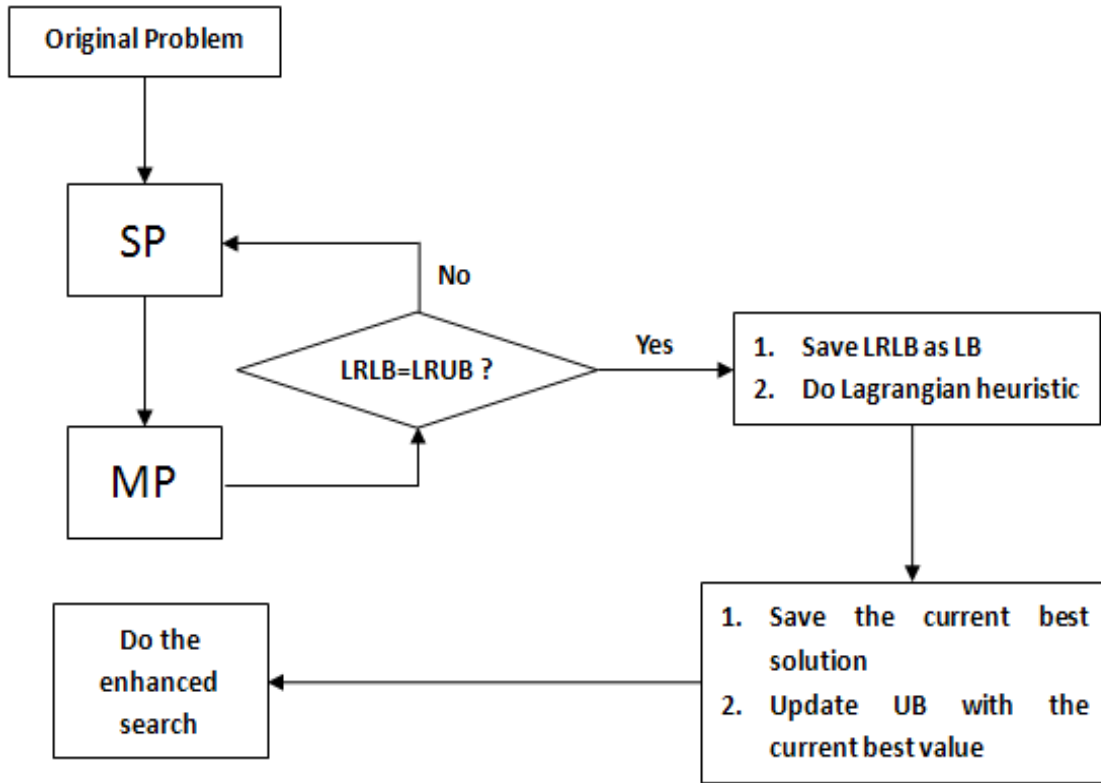 Original Problem
SP
No
LRLB=LRUB ?
Yes
1. Save LRLB as LB
2. Do Lagrangian heuristic
MP
Do the
enhanced
search
1. Save the current best
solution
2. Update UB with the
current best value